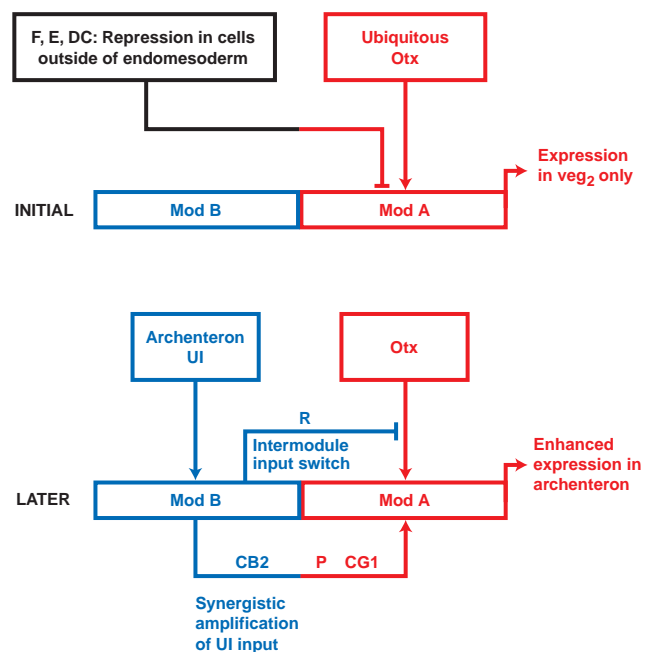 F, E, DC: Repression in cells
outside of endomesoderm
Ubiquitous
Otx
Expression
in veg2 only
INITIAL
Mod B
Mod A
Archenteron
UI
Otx
R
Intermodule
input switch
Enhanced
expression in
archenteron
LATER
Mod B
Mod A
CB2
P
CG1
Synergistic
amplification
of UI input